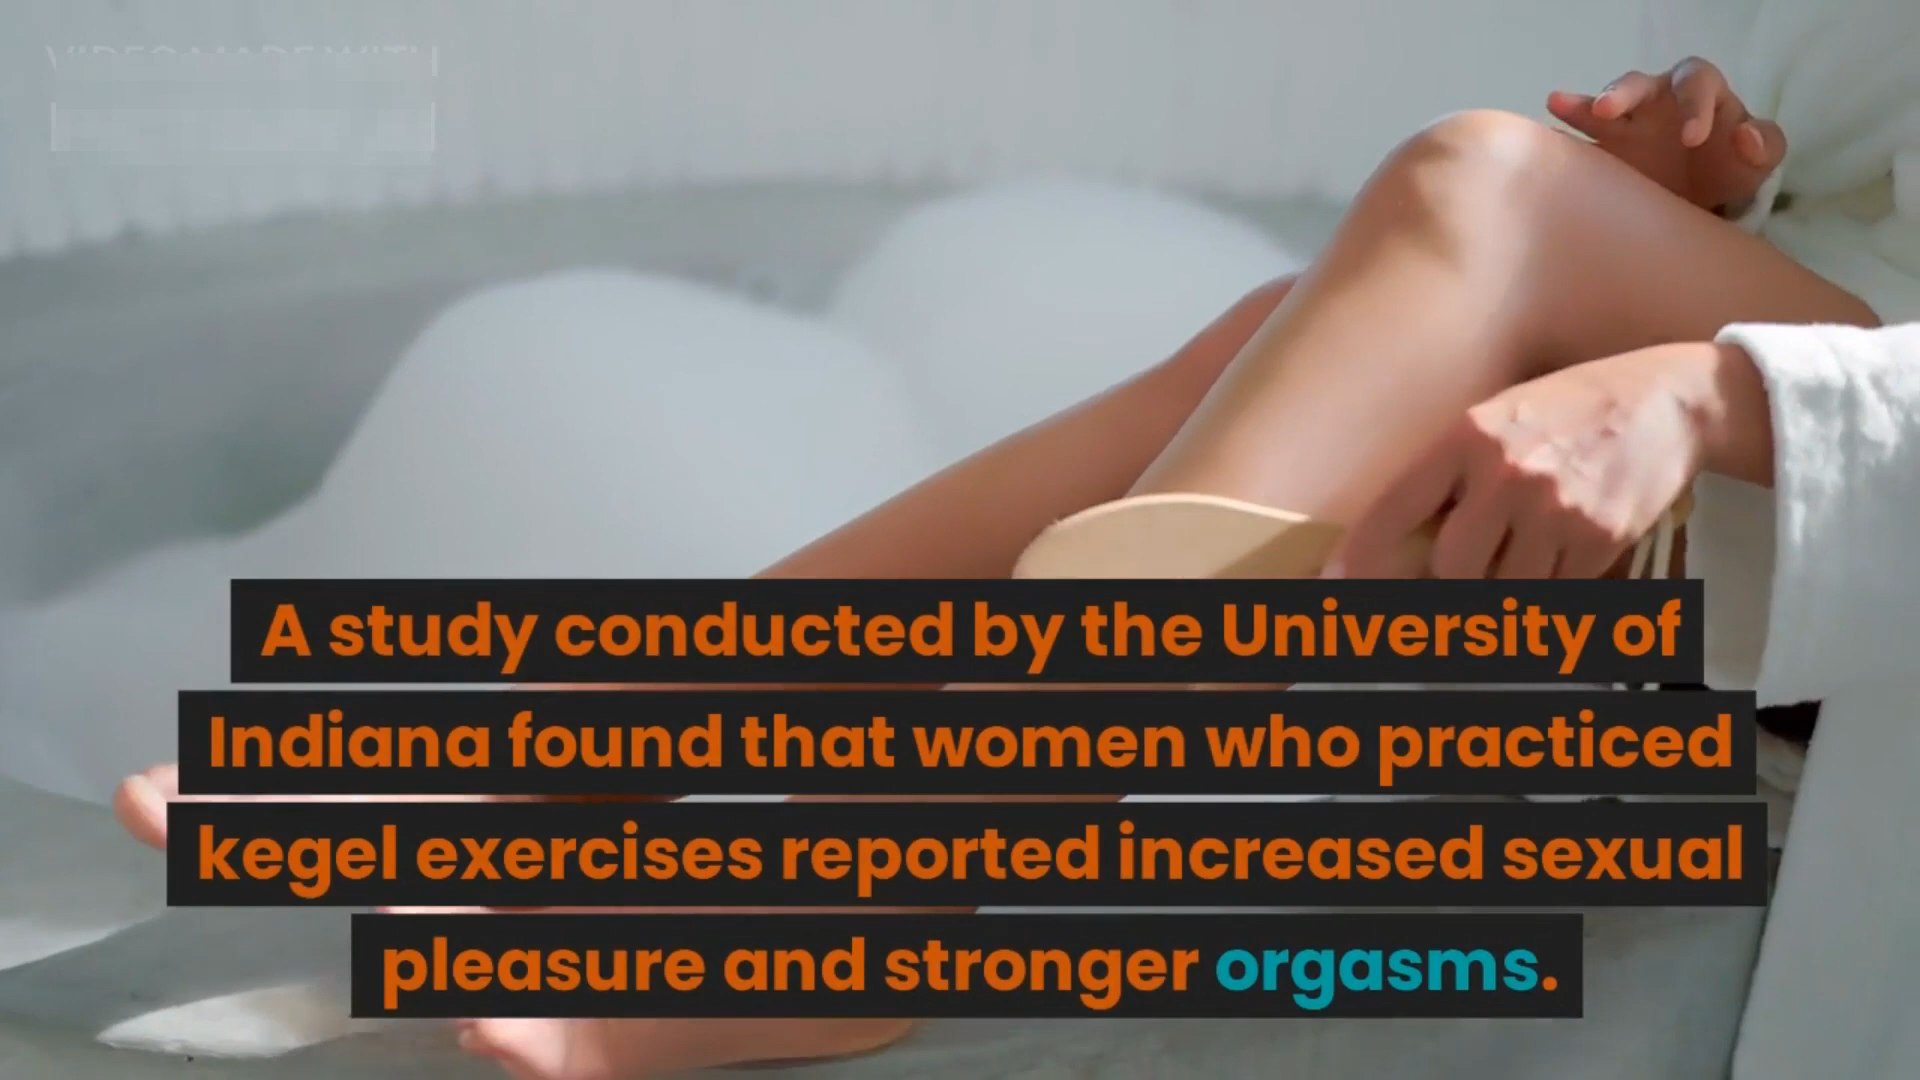 A study conducted by the University of
Indiana found that women who practiced
kegel exercises reported increased sexual
pleasure and stronger orgasms.